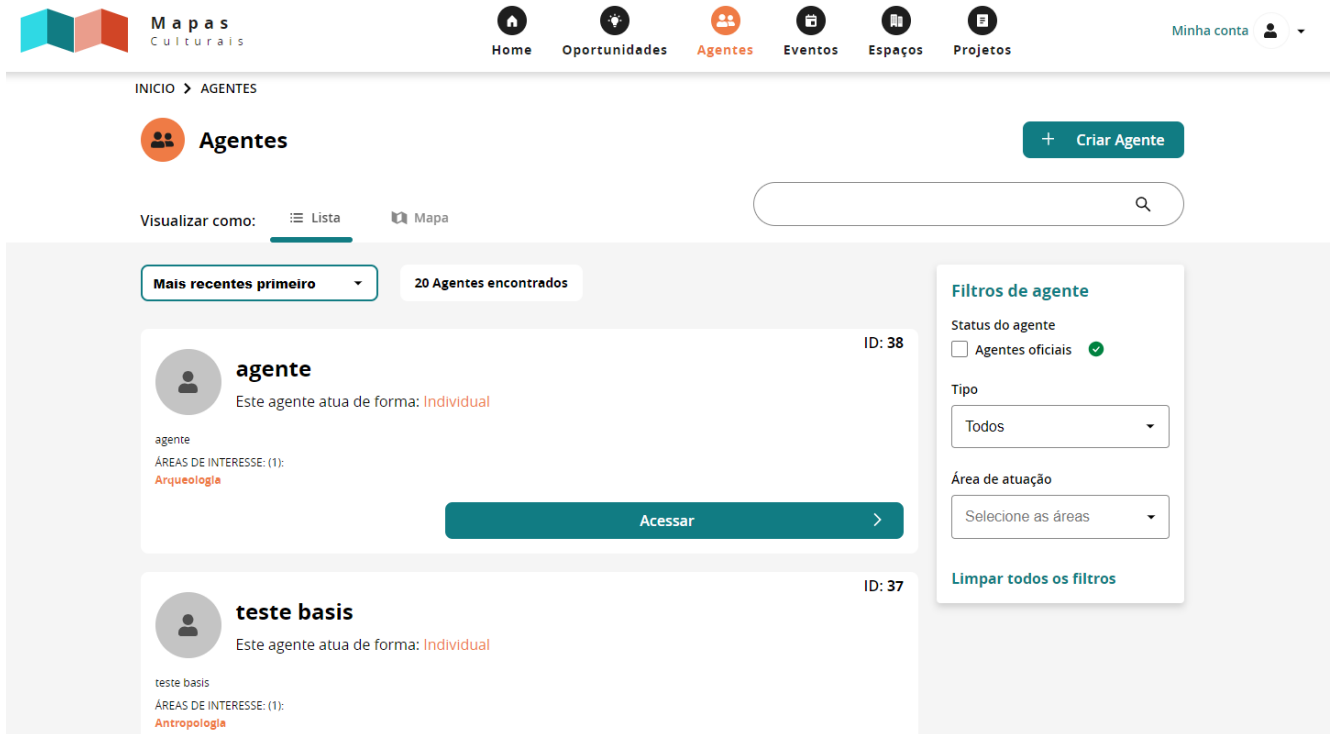 Mapas
Culturais
Home
Oportunidades
Agentes
Eventos
Espaços
Projetos
Minha conta
INICIO > AGENTES
Agentes
+ Criar Agente
Visualizar como:
Lista
Mapa
Mais recentes primeiro
20 Agentes encontrados
ID: 38
agente
Este agente atua de forma: Individual
agente
ÁREAS DE INTERESSE: (1):
Arqueologia
Acessar
ID: 37
teste basis
Este agente atua de forma: Individual
teste basis
ÁREAS DE INTERESSE: (1):
Antropologia
Filtros de agente
Status do agente
Agentes oficiais
Tipo
Todos
Área de atuação
Selecione as áreas
Limpar todos os filtros